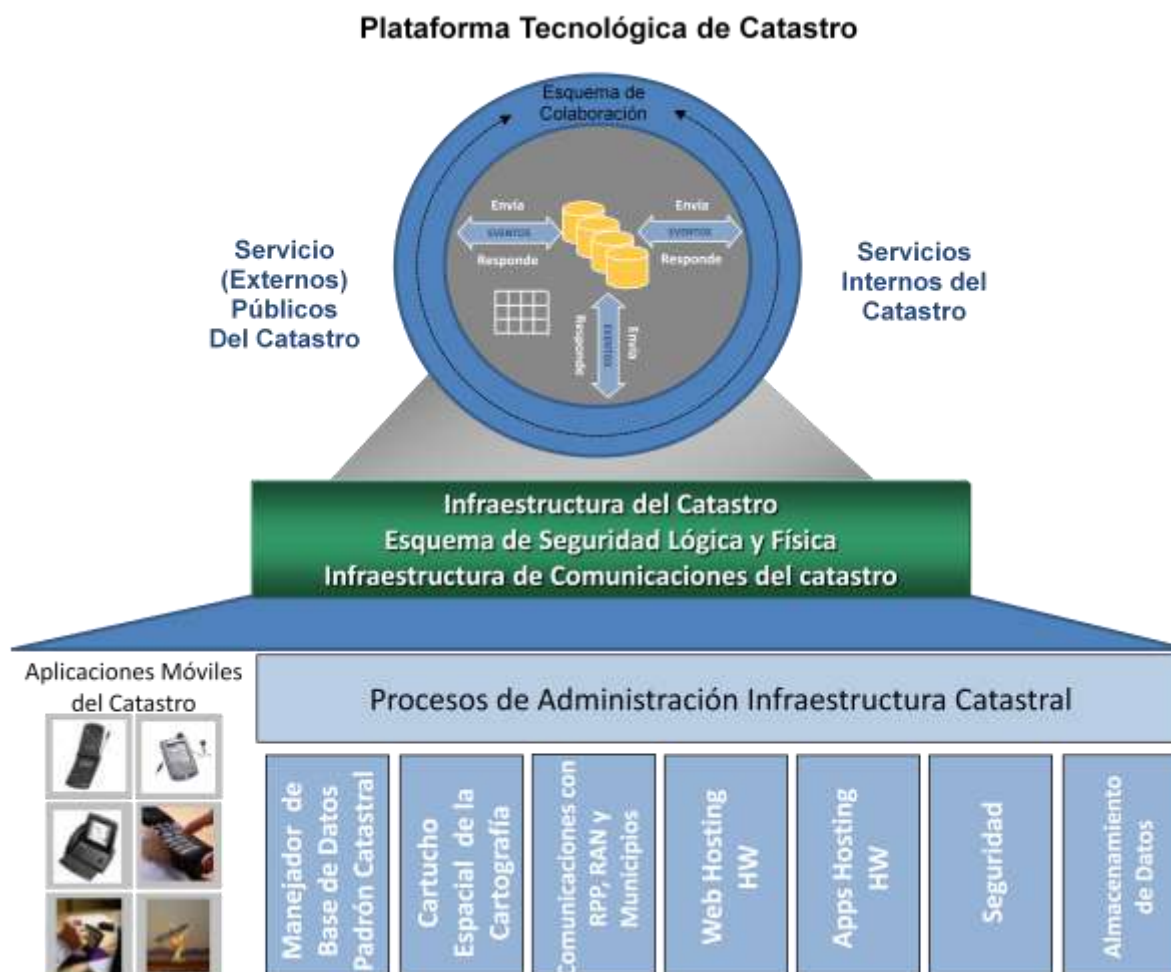 Plataforma Tecnológica de Catastro
Esquema de
Colaboración
Envía
EVENTOS
Responde
Envía
EVENTOS
Responde
Envía
EVENTOS
Responde
Servicio
(Externos)
Públicos
Del Catastro
Servicios
Internos del
Catastro
Infraestructura del Catastro
Esquema de Seguridad Lógica y Física
Infraestructura de Comunicaciones del catastro
Aplicaciones Móviles
del Catastro
Procesos de Administración Infraestructura Catastral
Manejador de
Base de Datos
Padrón Catastral
Cartucho
Espacial de la
Cartografía
Comunicaciones con
RPP, RAN y
Municipios
Web Hosting
HW
Apps Hosting
HW
Seguridad
Almacenamiento
de Datos